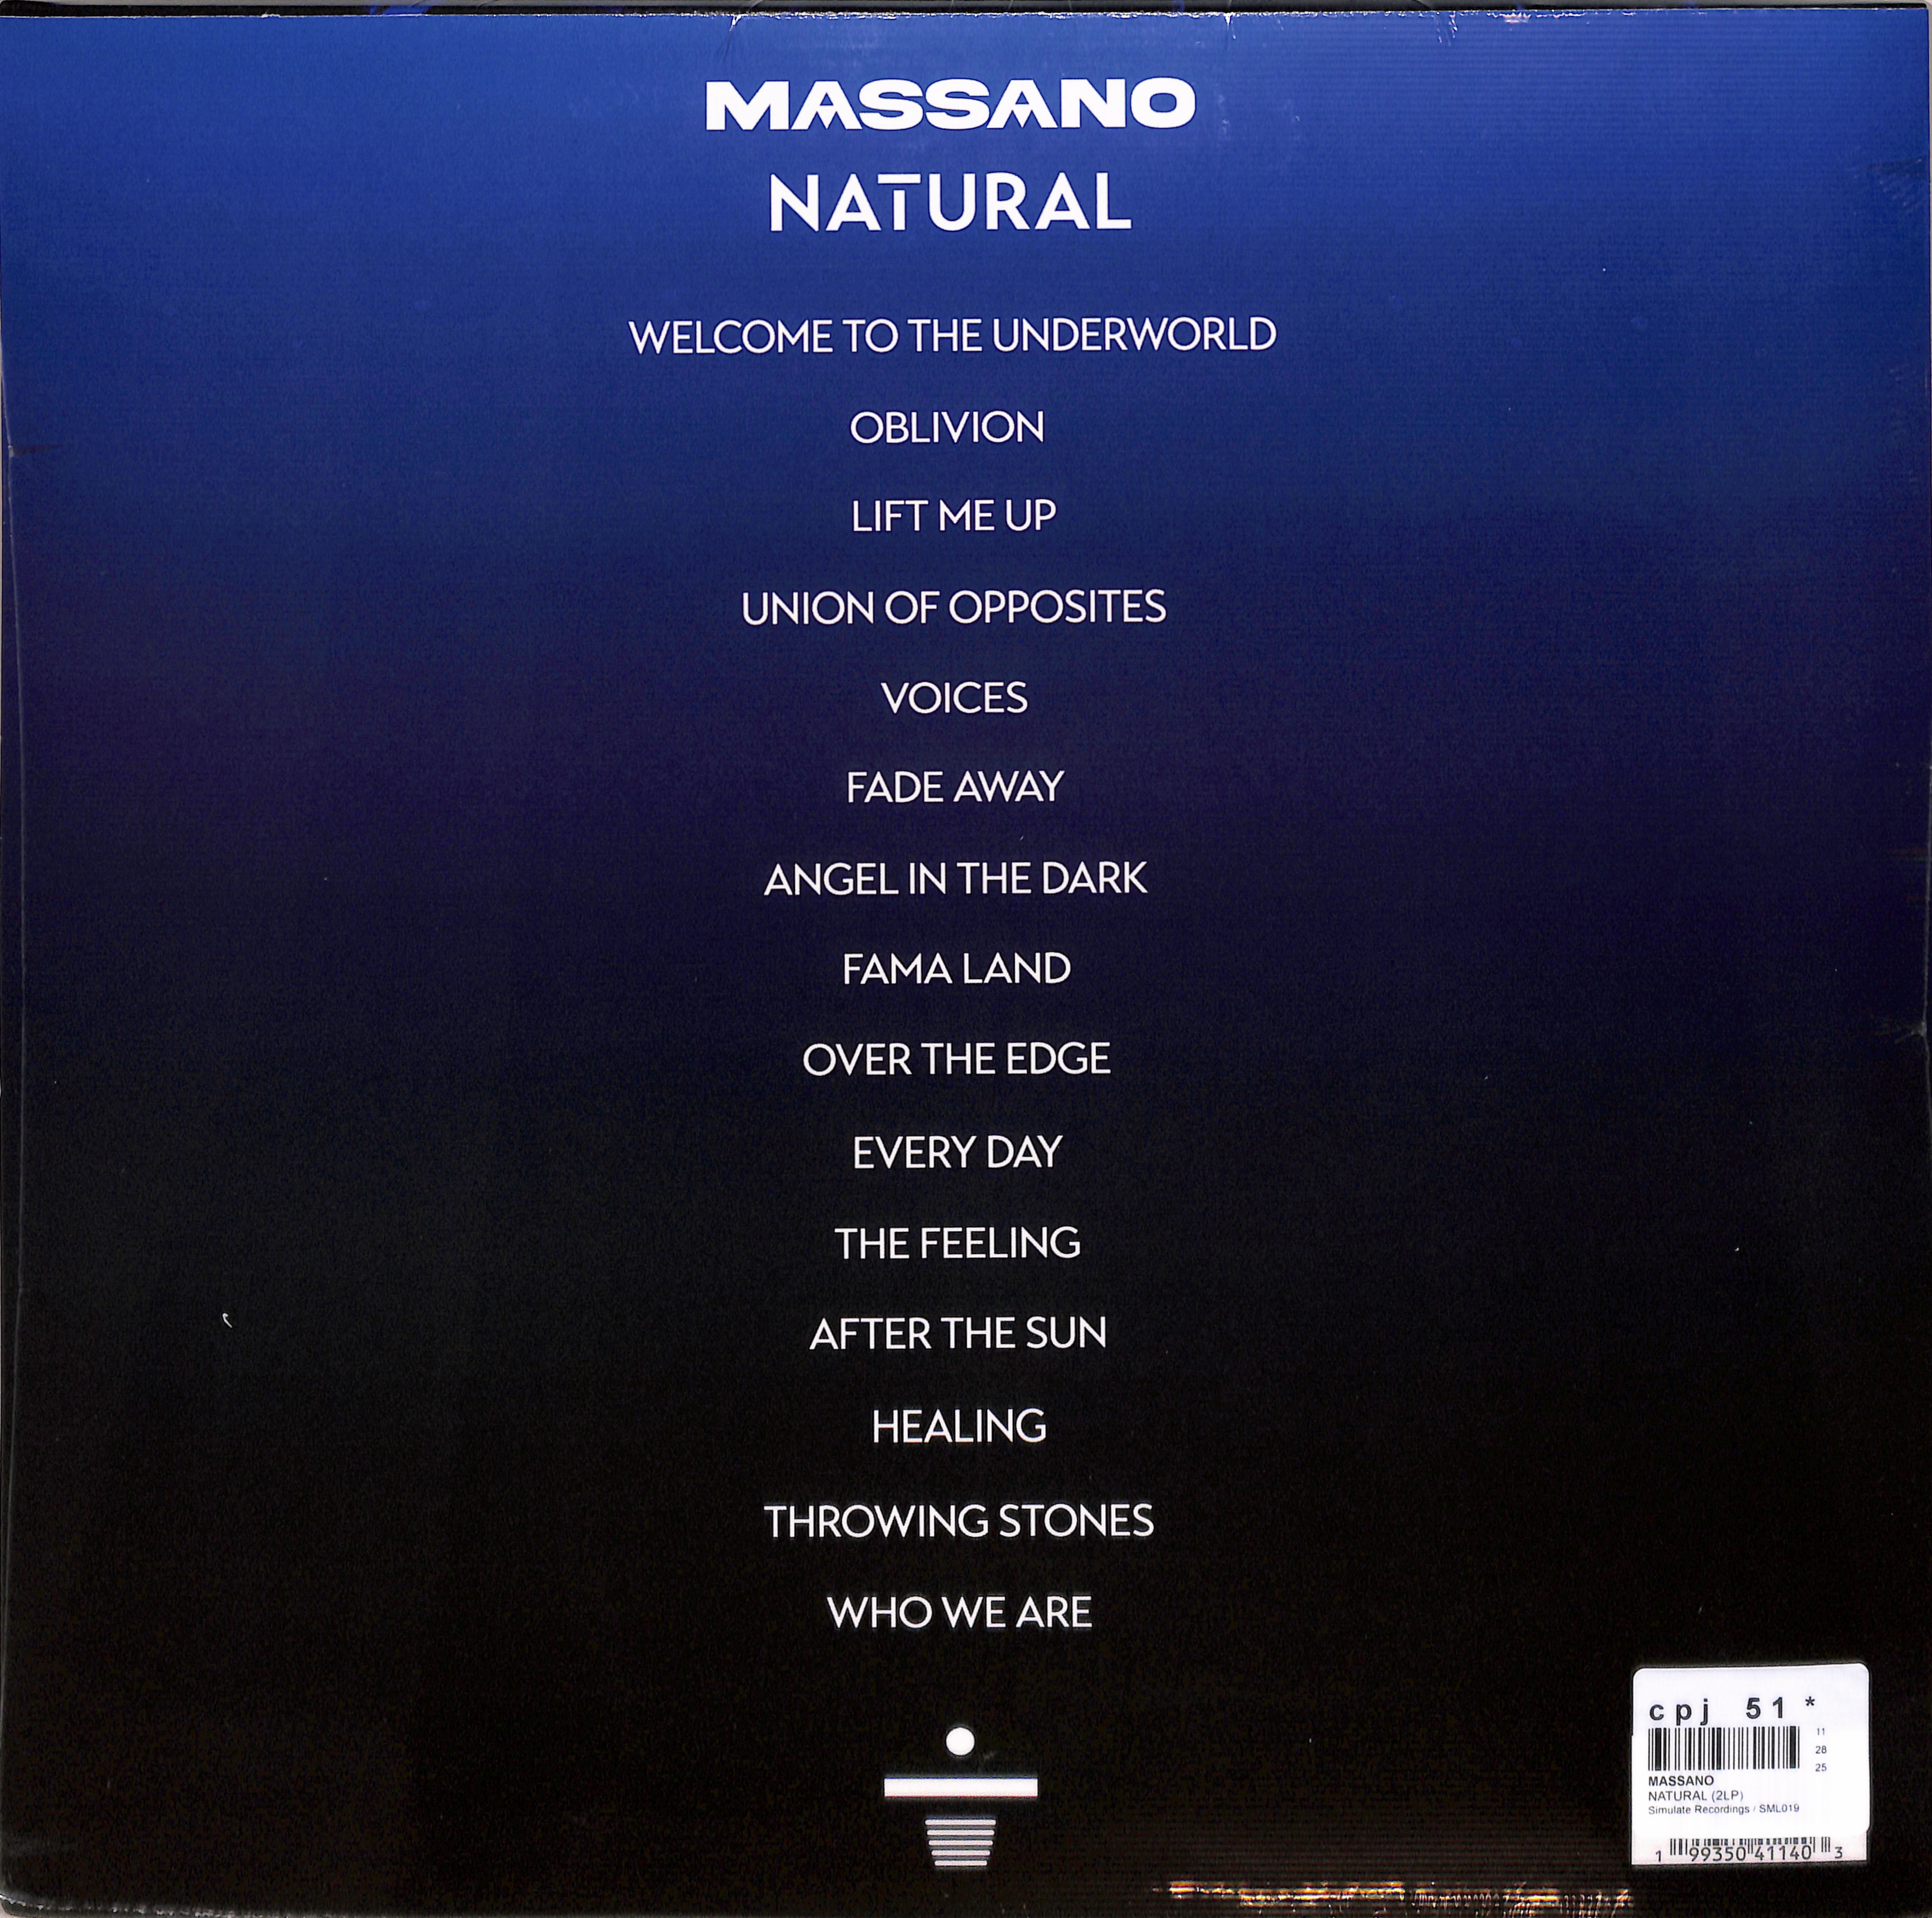 MASSANO
NATURAL
WELCOME TO THE UNDERWORLD
OBLIVION
LIFT ME UP
UNION OF OPPOSITES
VOICES
FADE AWAY
ANGEL IN THE DARK
FAMA LAND
OVER THE EDGE
EVERY DAY
THE FEELING
AFTER THE SUN
HEALING
THROWING STONES
WHO WE ARE
cpj 51 *
11
28
25
MASSANO
NATURAL (2LP)
Simulate Recordings / SML019
1 99350 41140 3